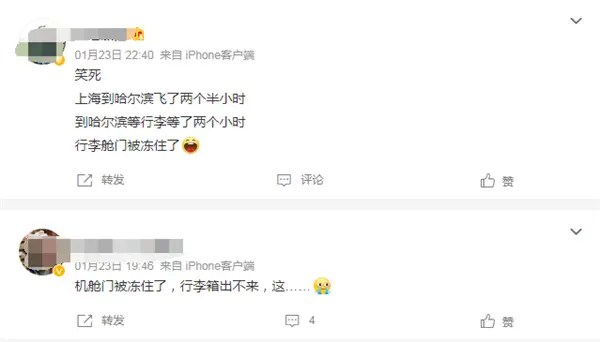 01月23日 22:40 来自 iPhone客户端
笑死
上海到哈尔滨飞了两个半小时
到哈尔滨等行李等了两个小时
行李舱门被冻住了
转发 评论 赞
01月23日 19:46 来自 iPhone客户端
机舱门被冻住了，行李箱出不来，这……
转发 4 赞